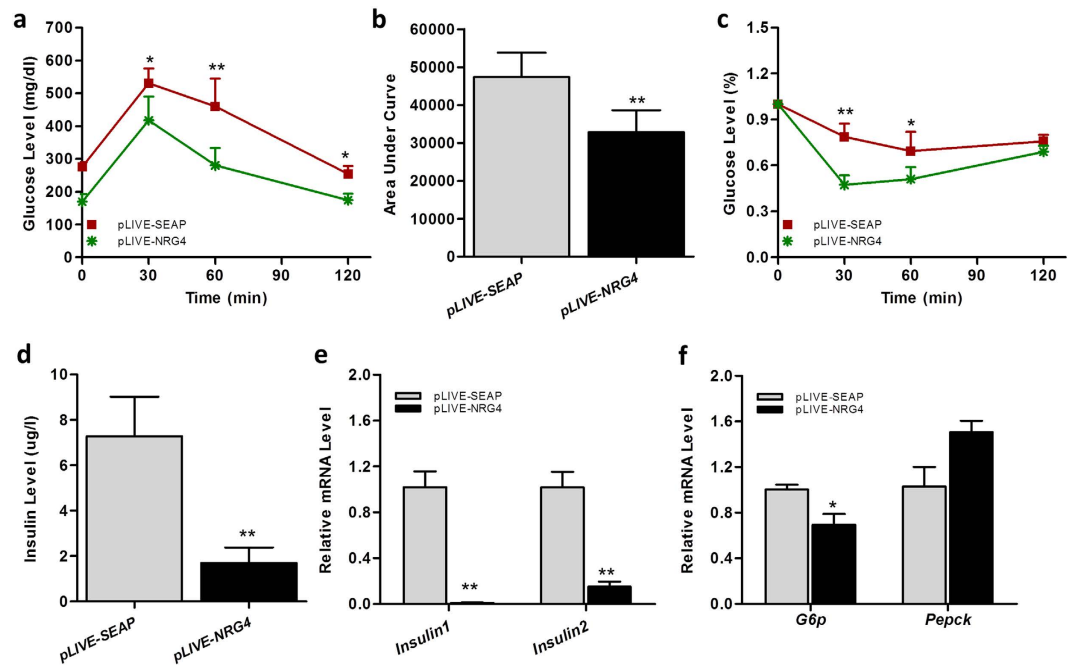 a
Glucose Level (mg/dl)
700
600
500
400
300
200
100
0
*
**
*
pLIVE-SEAP
pLIVE-NRG4
0
30
60
90
120
Time (min)
b
Area Under Curve
60000
50000
40000
30000
20000
10000
0
**
pLIVE-SEAP
pLIVE-NRG4
c
Glucose Level (%)
1.5
1.2
0.9
0.6
0.3
0.0
**
*
pLIVE-SEAP
pLIVE-NRG4
0
30
60
90
120
Time (min)
d
Insulin Level (ug/l)
10
8
6
4
2
0
**
pLIVE-SEAP
pLIVE-NRG4
e
Relative mRNA Level
2.0
1.6
1.2
0.8
0.4
0.0
pLIVE-SEAP
pLIVE-NRG4
**
**
Insulin1
Insulin2
f
Relative mRNA Level
2.0
1.6
1.2
0.8
0.4
0.0
pLIVE-SEAP
pLIVE-NRG4
*
G6p
Pepck